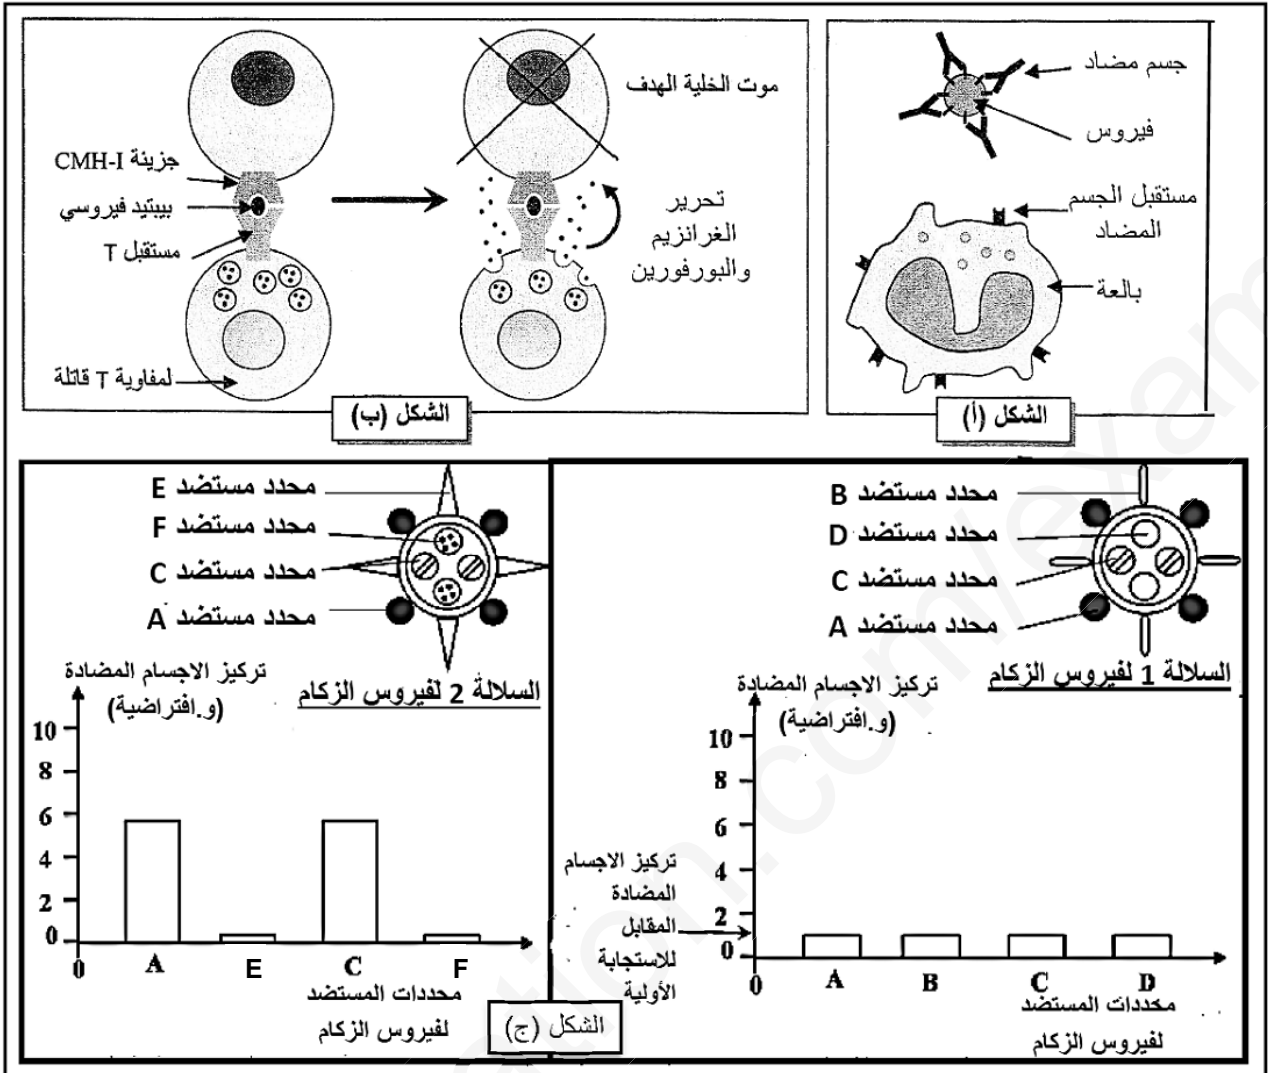 جسم مضاد
فيروس
مستقبل الجسم
المضاد
بالعة
الشكل (أ)
موت الخلية الهدف
جزيئة CMH-I
بيبتيد فيروسي
مستقبل T
لمفاوية T قاتلة
تحرير
الغرانزيم
والبورفورين
الشكل (ب)
محدد مستضد B
محدد مستضد D
محدد مستضد C
محدد مستضد A
السلالة 1 لفيروس الزكام
تركيز الاجسام المضادة
(و.افتراضية)
10
8
6
4
2
0
0
A
B
C
D
محددات المستضد
لفيروس الزكام
تركيز الاجسام
المضادة
المقابل
للاستجابة
الأولية
محدد مستضد E
محدد مستضد F
محدد مستضد C
محدد مستضد A
السلالة 2 لفيروس الزكام
تركيز الاجسام المضادة
(و.افتراضية)
10
8
6
4
2
0
0
A
E
C
F
محددات المستضد
لفيروس الزكام
الشكل (ج)